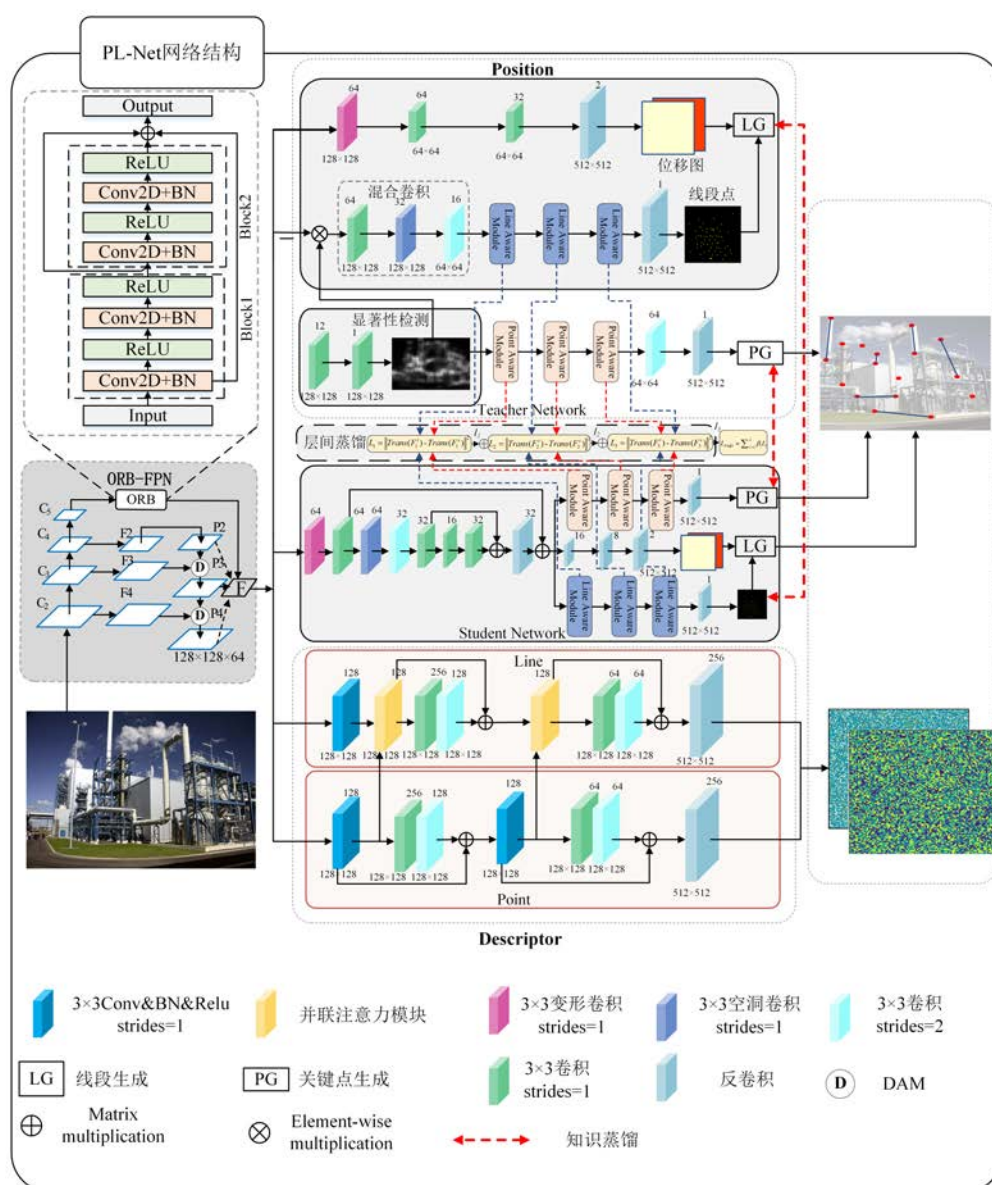 PL-Net网络结构
Output
ReLU
Conv2D+BN
ReLU
Conv2D+BN
Block2
ReLU
Conv2D+BN
ReLU
Conv2D+BN
Block1
Input
ORB-FPN
ORB
C5
C4
C3
C2
F2
F3
F4
P2
P3
P4
D
D
F
128×128×64
Position
64
128×128
64
64×64
32
64×64
2
512×512
位移图
LG
混合卷积
64
128×128
32
128×128
16
64×64
Line Aware Module
Line Aware Module
Line Aware Module
1
512×512
线段点
显著性检测
12
128×128
1
128×128
Point Aware Module
Point Aware Module
Point Aware Module
64
64×64
1
512×512
PG
Teacher Network
层间蒸馏
64
64
64
32
32
16
32
32
Point Aware Module
Point Aware Module
Point Aware Module
1
512×512
PG
16
8
2
512×512
LG
Line Aware Module
Line Aware Module
Line Aware Module
1
512×512
Student Network
Line
128
128×128
128
128×128
256
128×128
128
128×128
128
128×128
64
128×128
64
128×128
256
512×512
128
128×128
256
128×128
128
128×128
128
128×128
64
128×128
64
128×128
256
512×512
Point
Descriptor
3×3Conv&BN&Relu
strides=1
并联注意力模块
3×3变形卷积
strides=1
3×3空洞卷积
strides=1
3×3卷积
strides=2
LG 线段生成
PG 关键点生成
3×3卷积
strides=1
反卷积
D DAM
Matrix
multiplication
Element-wise
multiplication
知识蒸馏